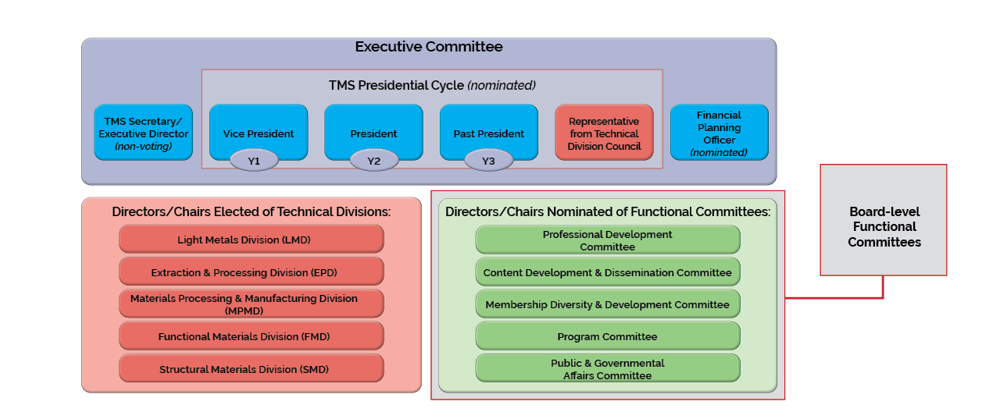 Executive Committee
TMS Presidential Cycle (nominated)
TMS Secretary/
Executive Director
(non-voting)
Vice President
Y1
President
Y2
Past President
Y3
Representative
from Technical
Division Council
Financial
Planning
Officer
(nominated)
Directors/Chairs Elected of Technical Divisions:
Light Metals Division (LMD)
Extraction & Processing Division (EPD)
Materials Processing & Manufacturing Division
(MPMD)
Functional Materials Division (FMD)
Structural Materials Division (SMD)
Directors/Chairs Nominated of Functional Committees:
Professional Development
Committee
Content Development & Dissemination Committee
Membership Diversity & Development Committee
Program Committee
Public & Governmental
Affairs Committee
Board-level
Functional
Committees